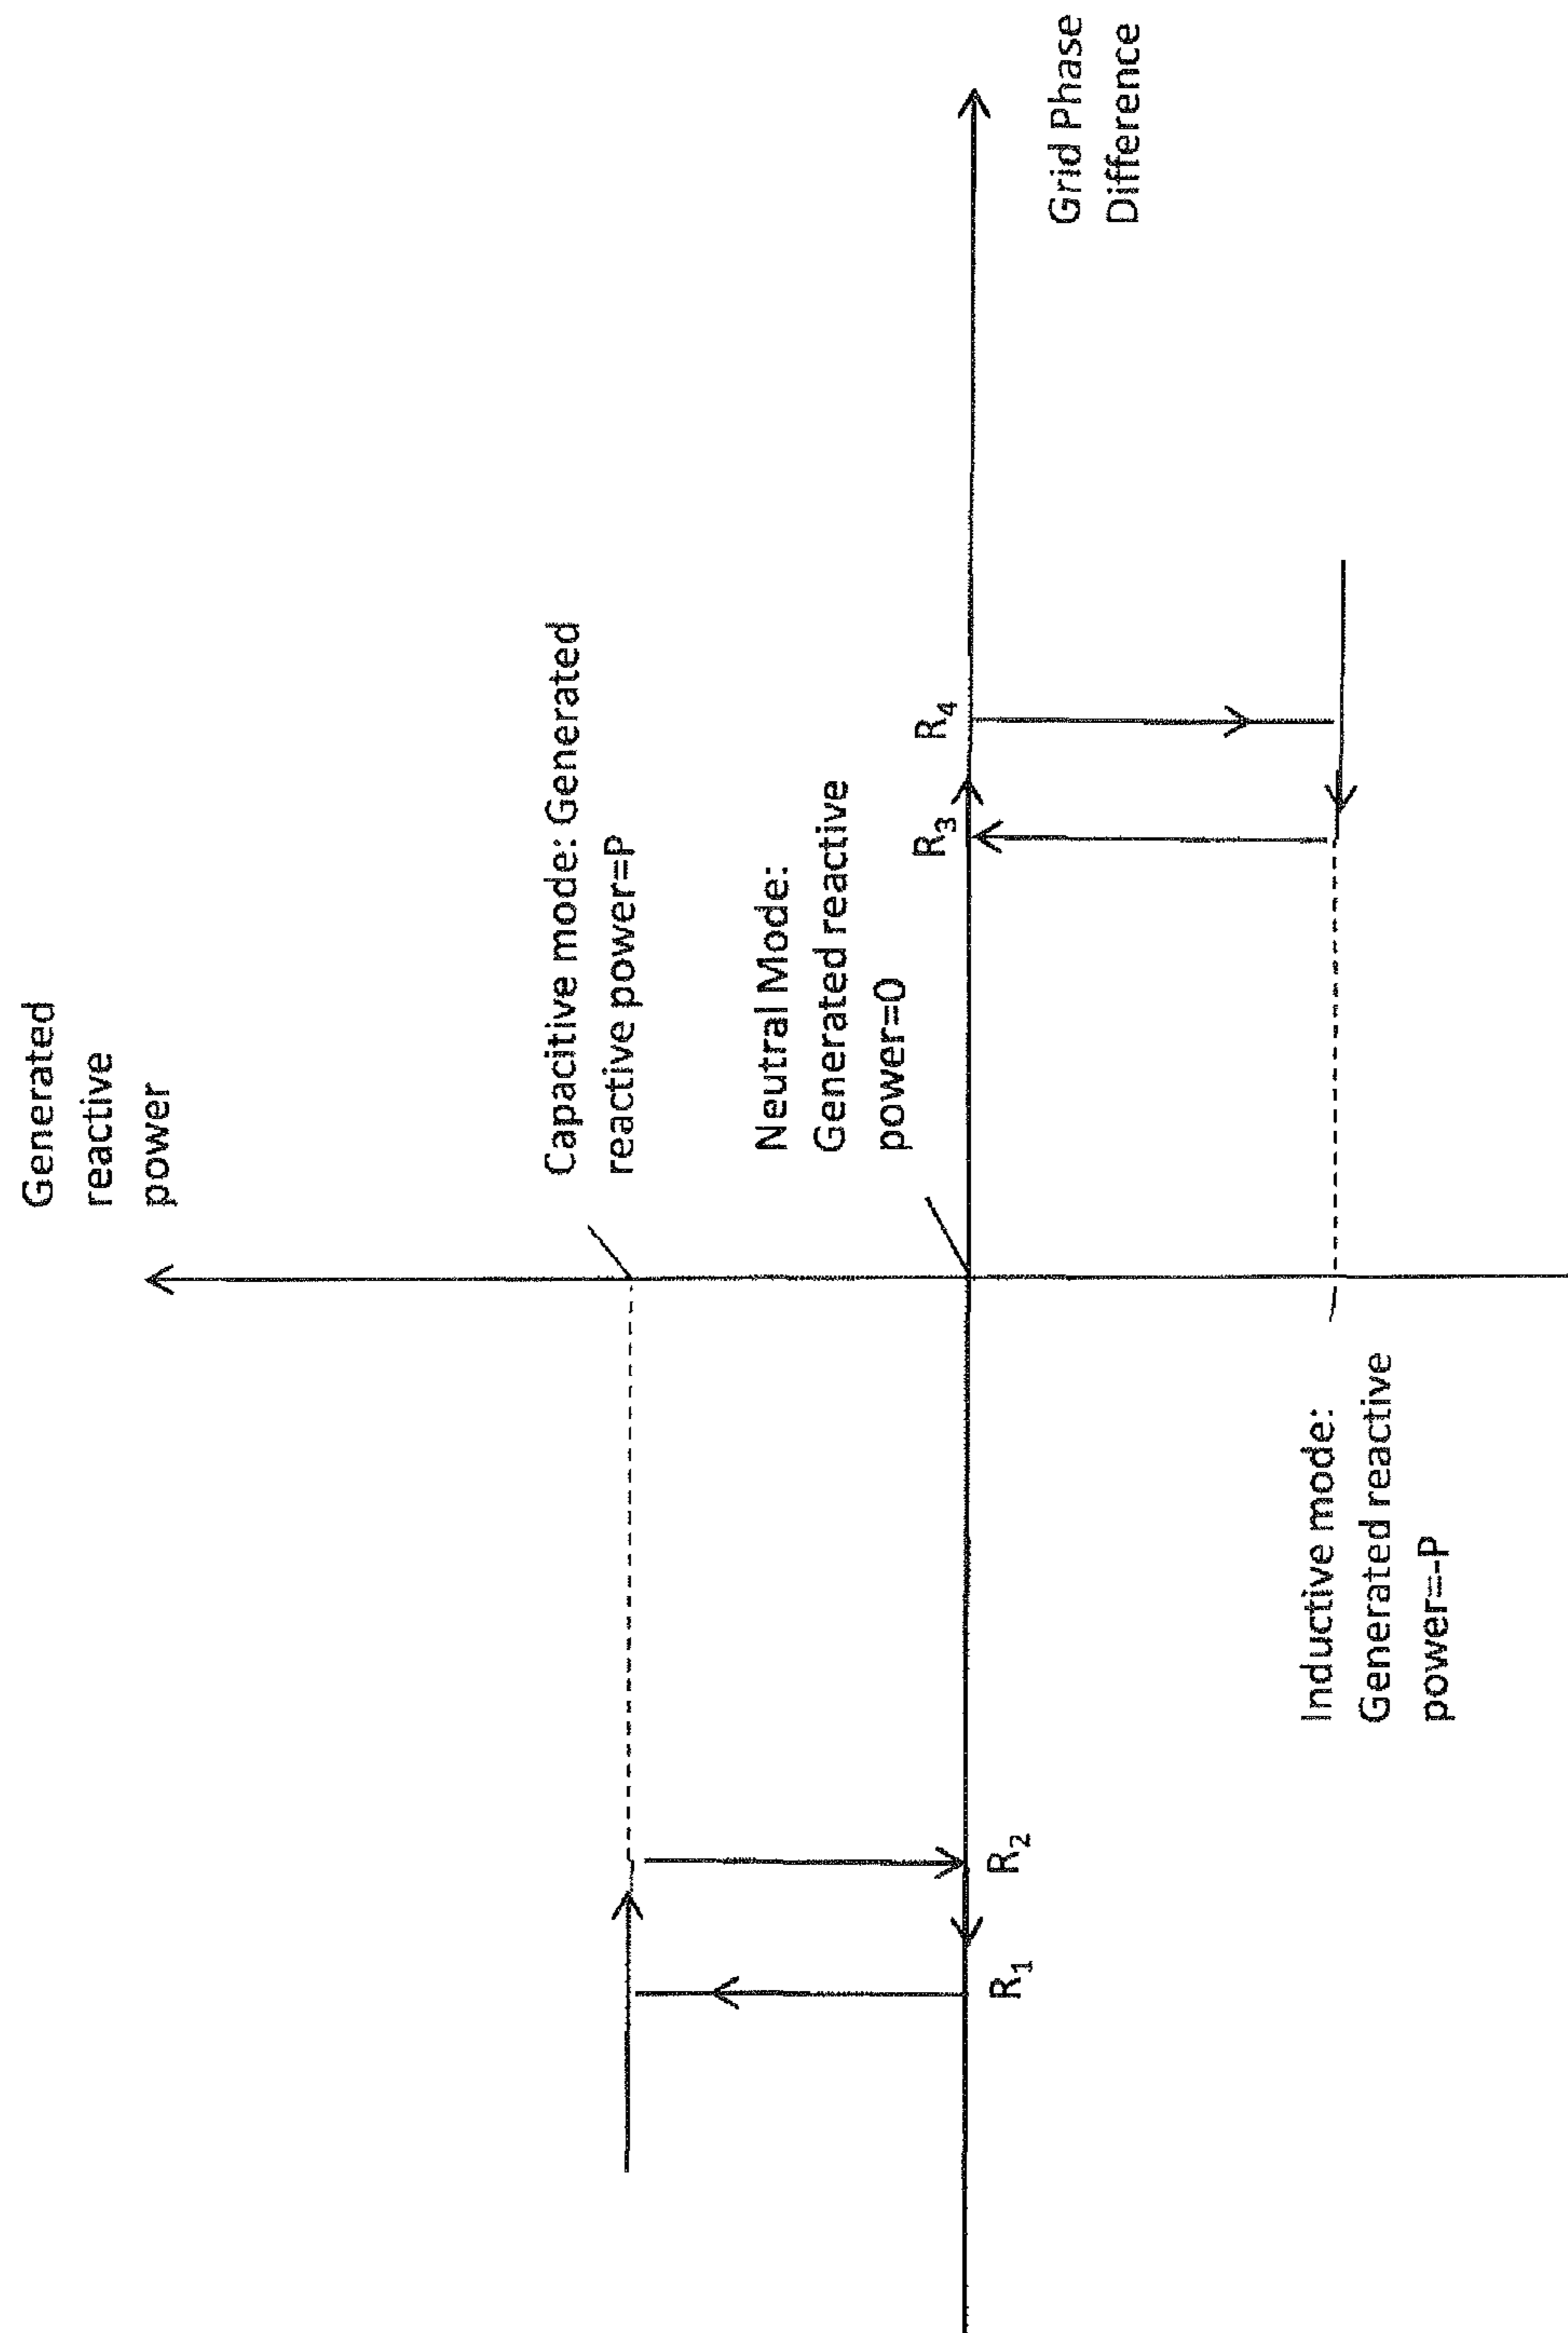 Generated
reactive
power
Capacitive mode: Generated
reactive power=P
Neutral Mode:
Generated reactive
power=0
R₄
R₃
Grid Phase
Difference
R₁
R₂
Inductive mode:
Generated reactive
power=-P